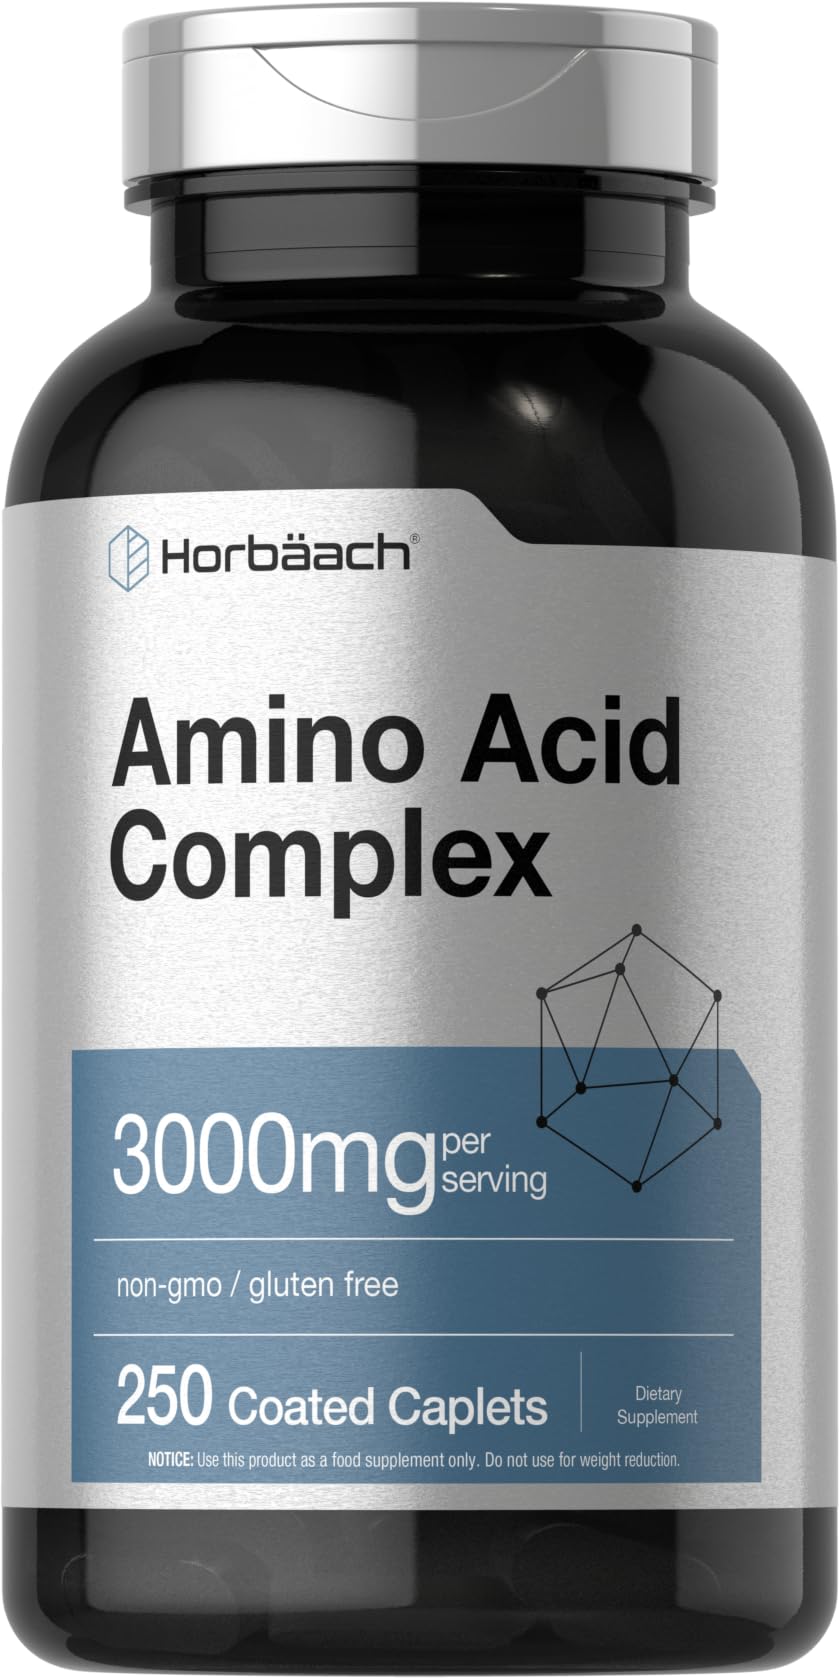 Horbäach®
Amino Acid
Complex
3000mg per
serving
non-gmo / gluten free
250 Coated Caplets
Dietary
Supplement
NOTICE: Use this product as a food supplement only. Do not use for weight reduction.